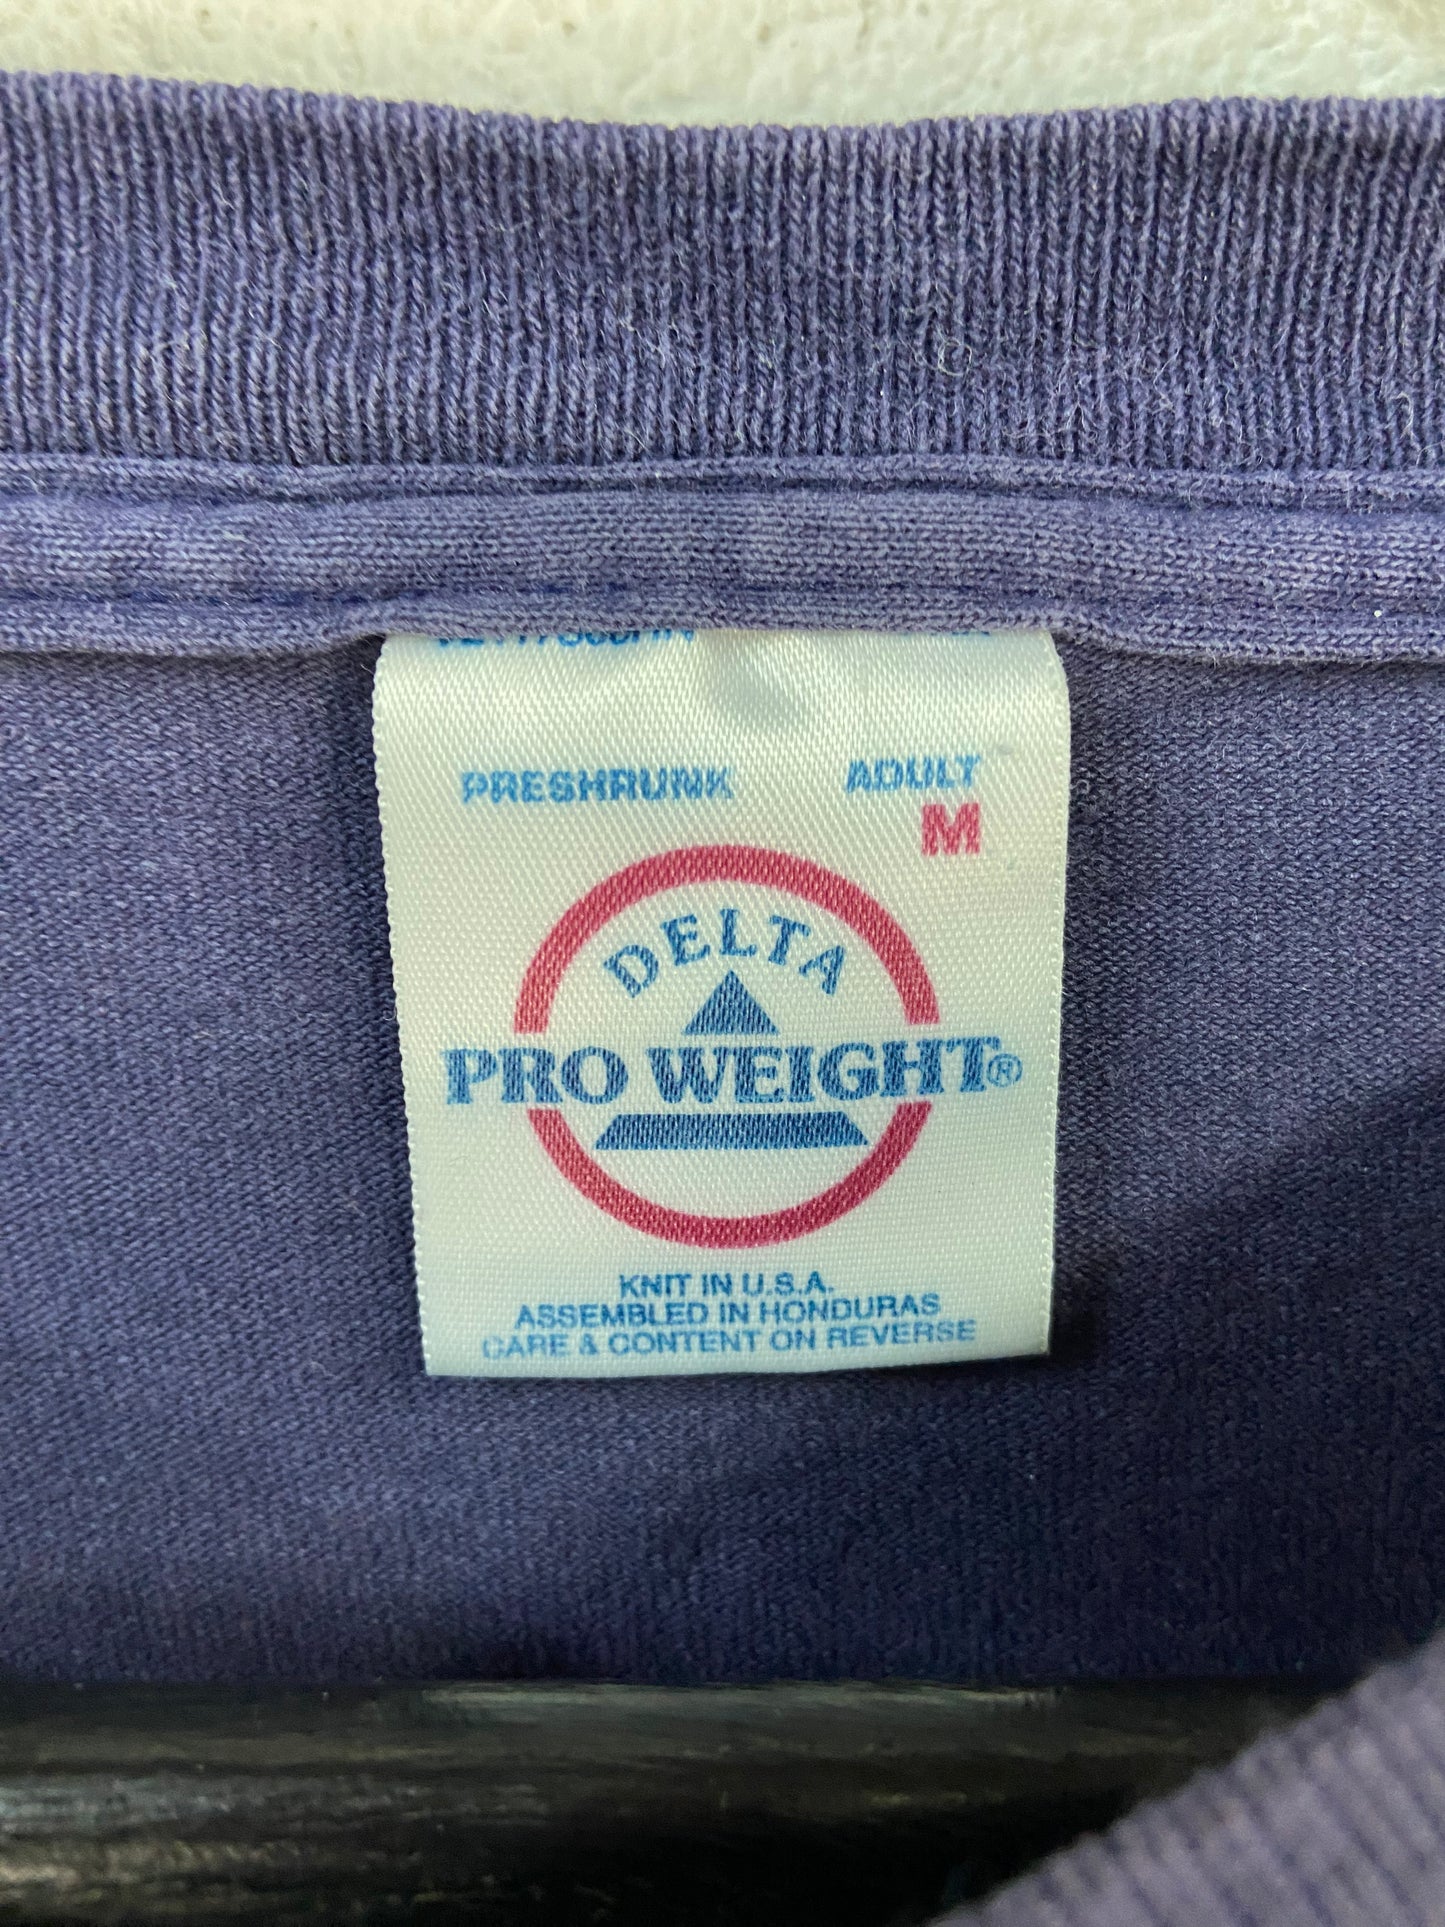 PRESHRUNK ADULT
M
DELTA
PRO WEIGHT®
KNIT IN U.S.A.
ASSEMBLED IN HONDURAS
CARE & CONTENT ON REVERSE